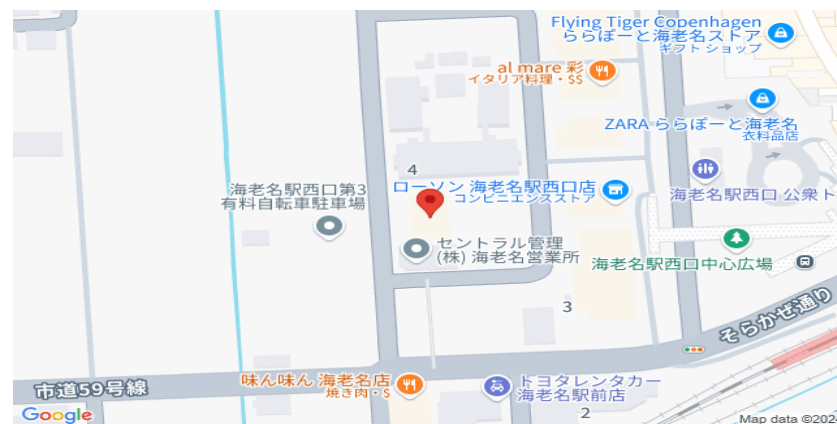 Flying Tiger Copenhagen
ららぽーと海老名ストア
ギフト ショップ
al mare 彩
イタリア料理・$$
ZARA ららぽーと海老名
衣料品店
4
海老名駅西口第3
有料自転車駐車場
ローソン 海老名駅西口店
コンビニエンスストア
海老名駅西口 公衆ト
セントラル管理
(株) 海老名営業所
海老名駅西口中心広場
3
そらかぜ通り
市道59号線
味ん味ん 海老名店
焼き肉・$
トヨタレンタカー
海老名駅前店
2
Google
Map data ©2024